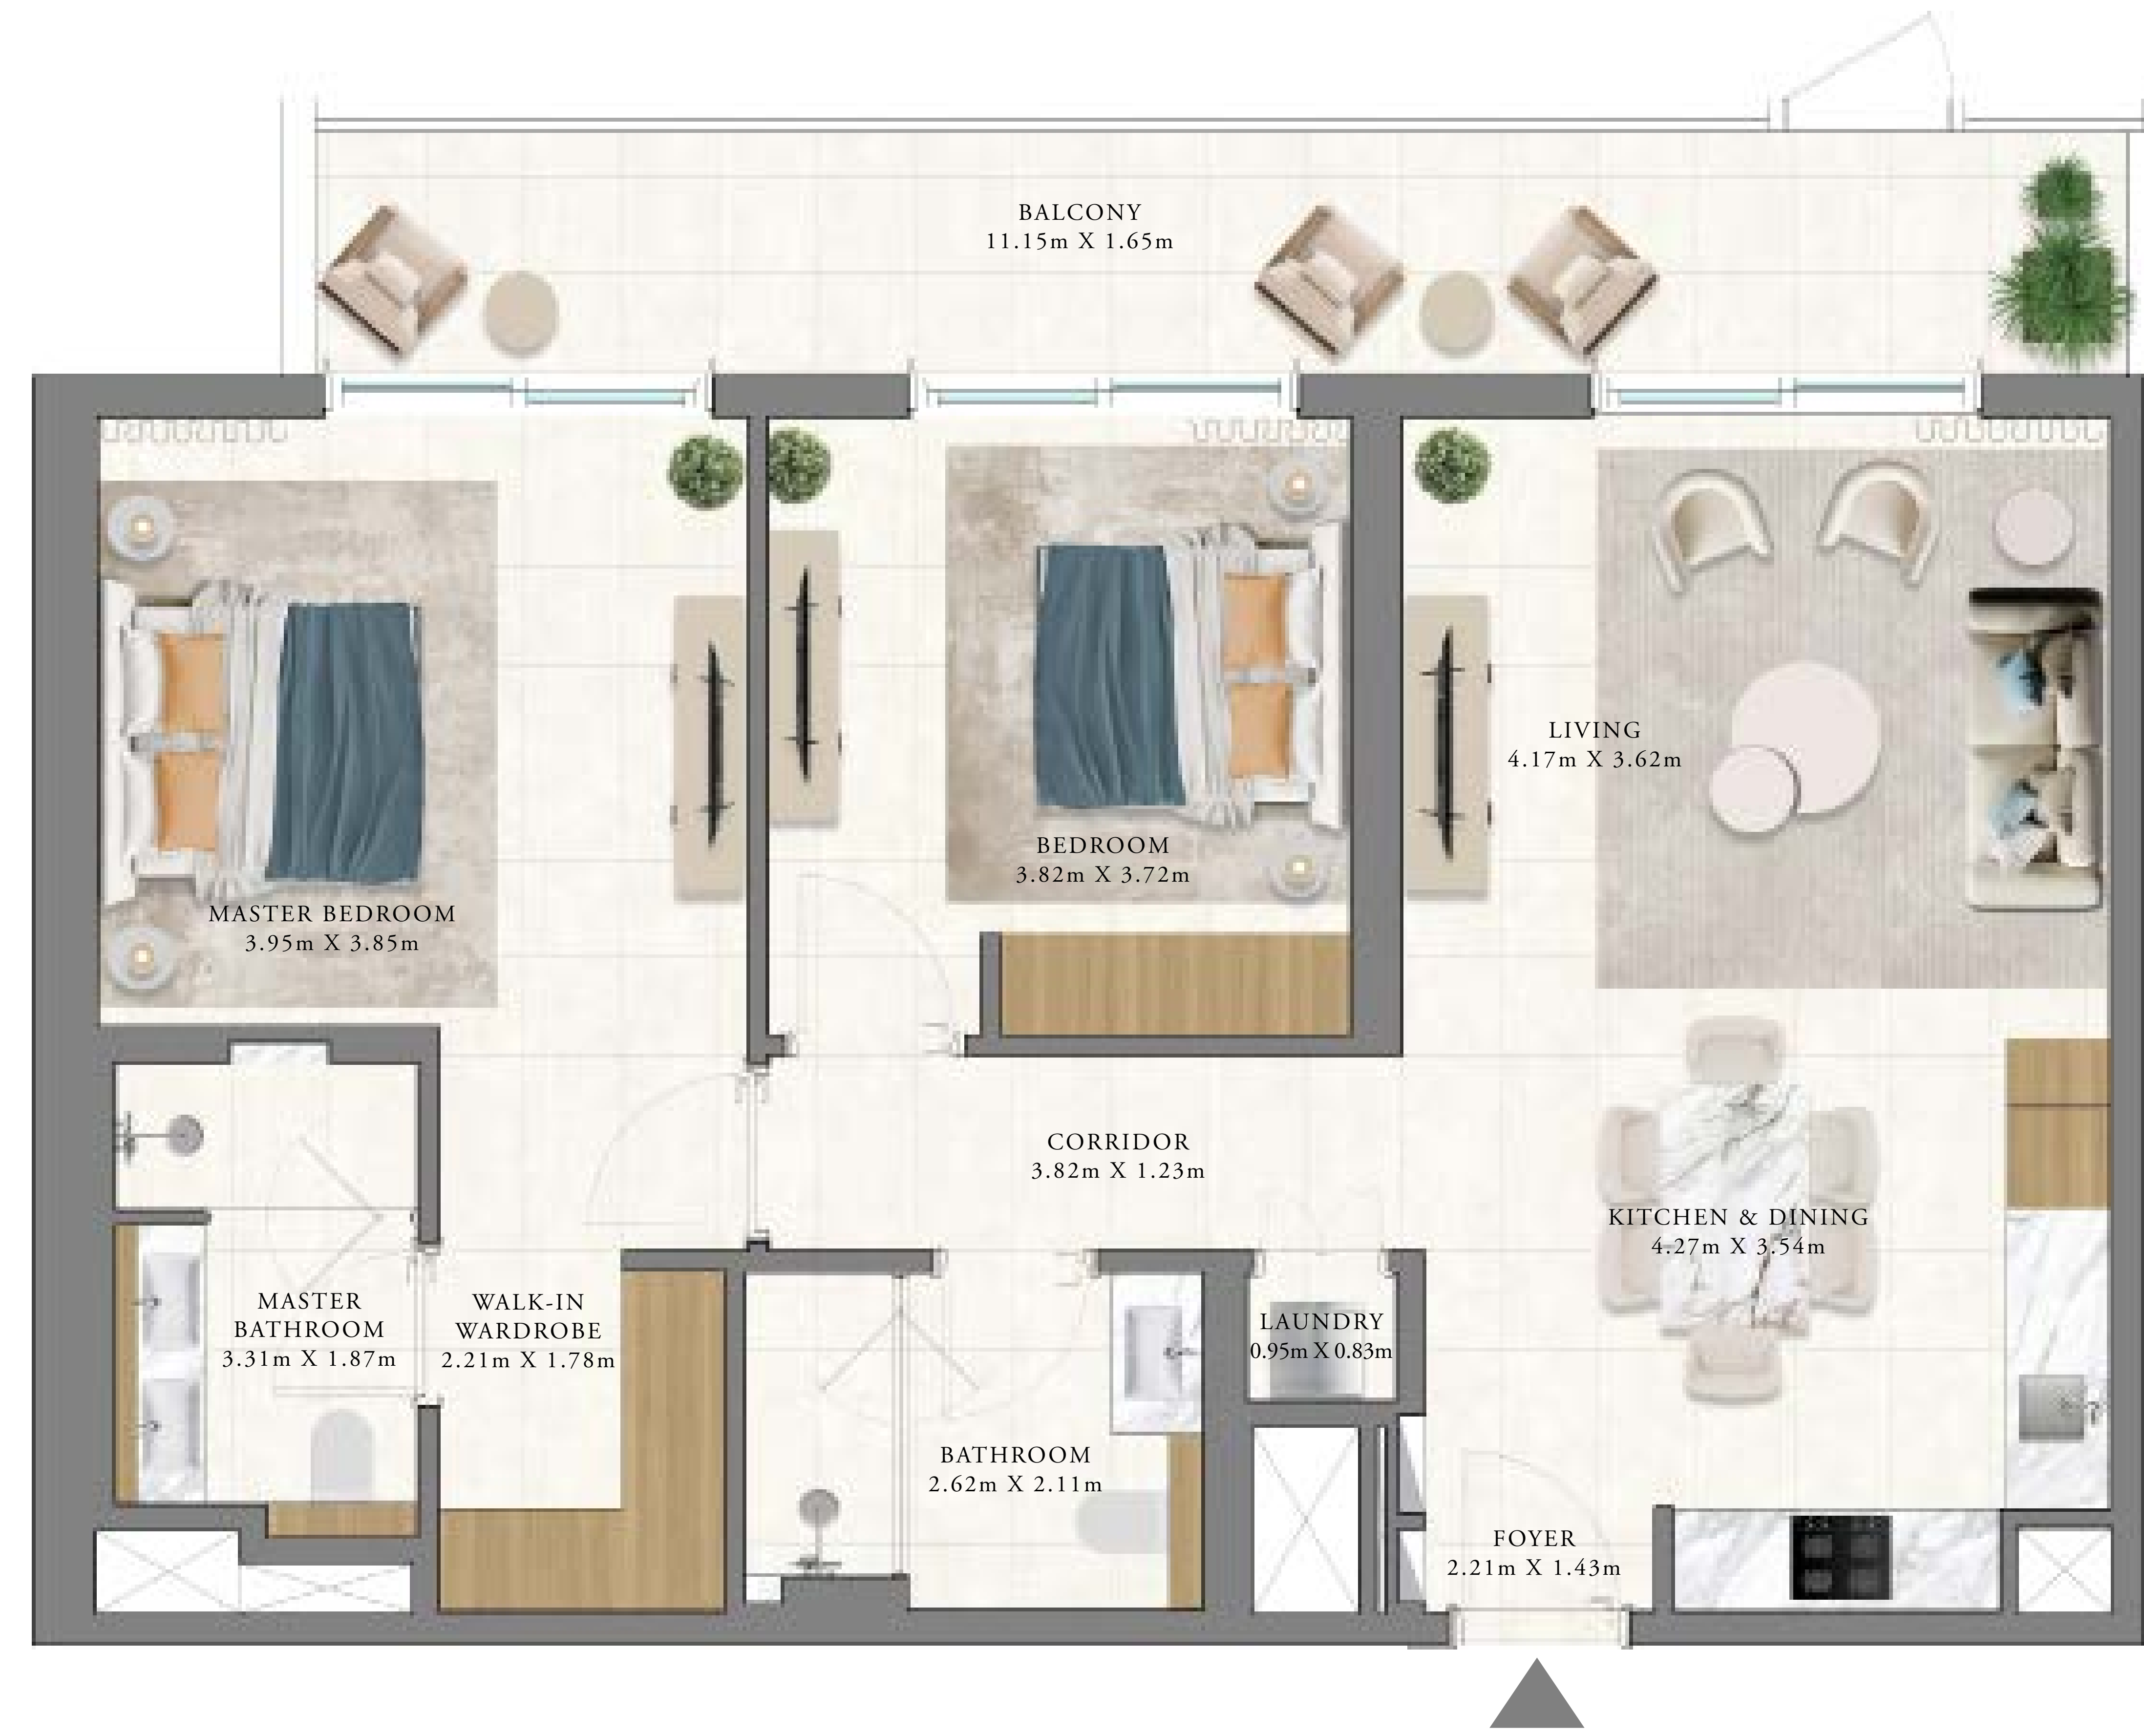 BALCONY
11.15m X 1.65m
LIVING
4.17m X 3.62m
BEDROOM
3.82m X 3.72m
MASTER BEDROOM
3.95m X 3.85m
CORRIDOR
3.82m X 1.23m
KITCHEN & DINING
4.27m X 3.54m
MASTER
BATHROOM
3.31m X 1.87m
WALK-IN
WARDROBE
2.21m X 1.78m
LAUNDRY
0.95m X 0.83m
BATHROOM
2.62m X 2.11m
FOYER
2.21m X 1.43m